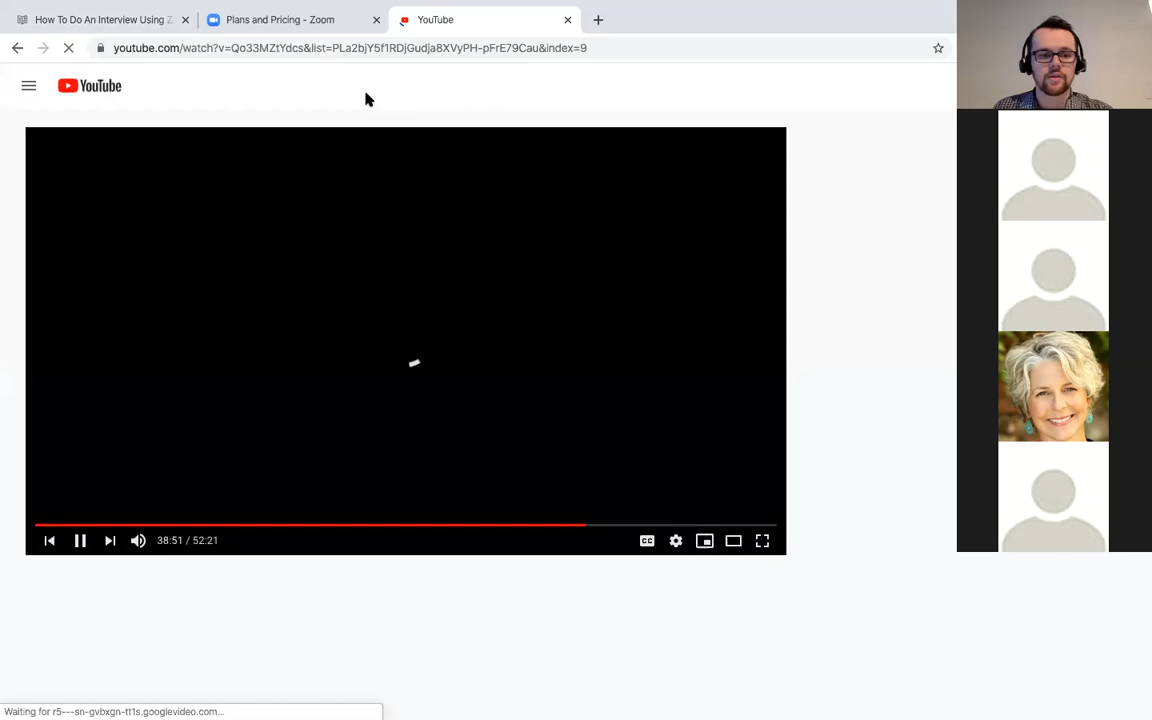 How To Do An Interview Using Z
Plans and Pricing - Zoom
YouTube
youtube.com/watch?v=Qo33MZtYdcs&list=PLa2bjY5f1RDjGudja8XVyPH-pFrE79Cau&index=9
YouTube
38:51 / 52:21
CC
Waiting for r5---sn-gvbxgn-tt1s.googlevideo.com...